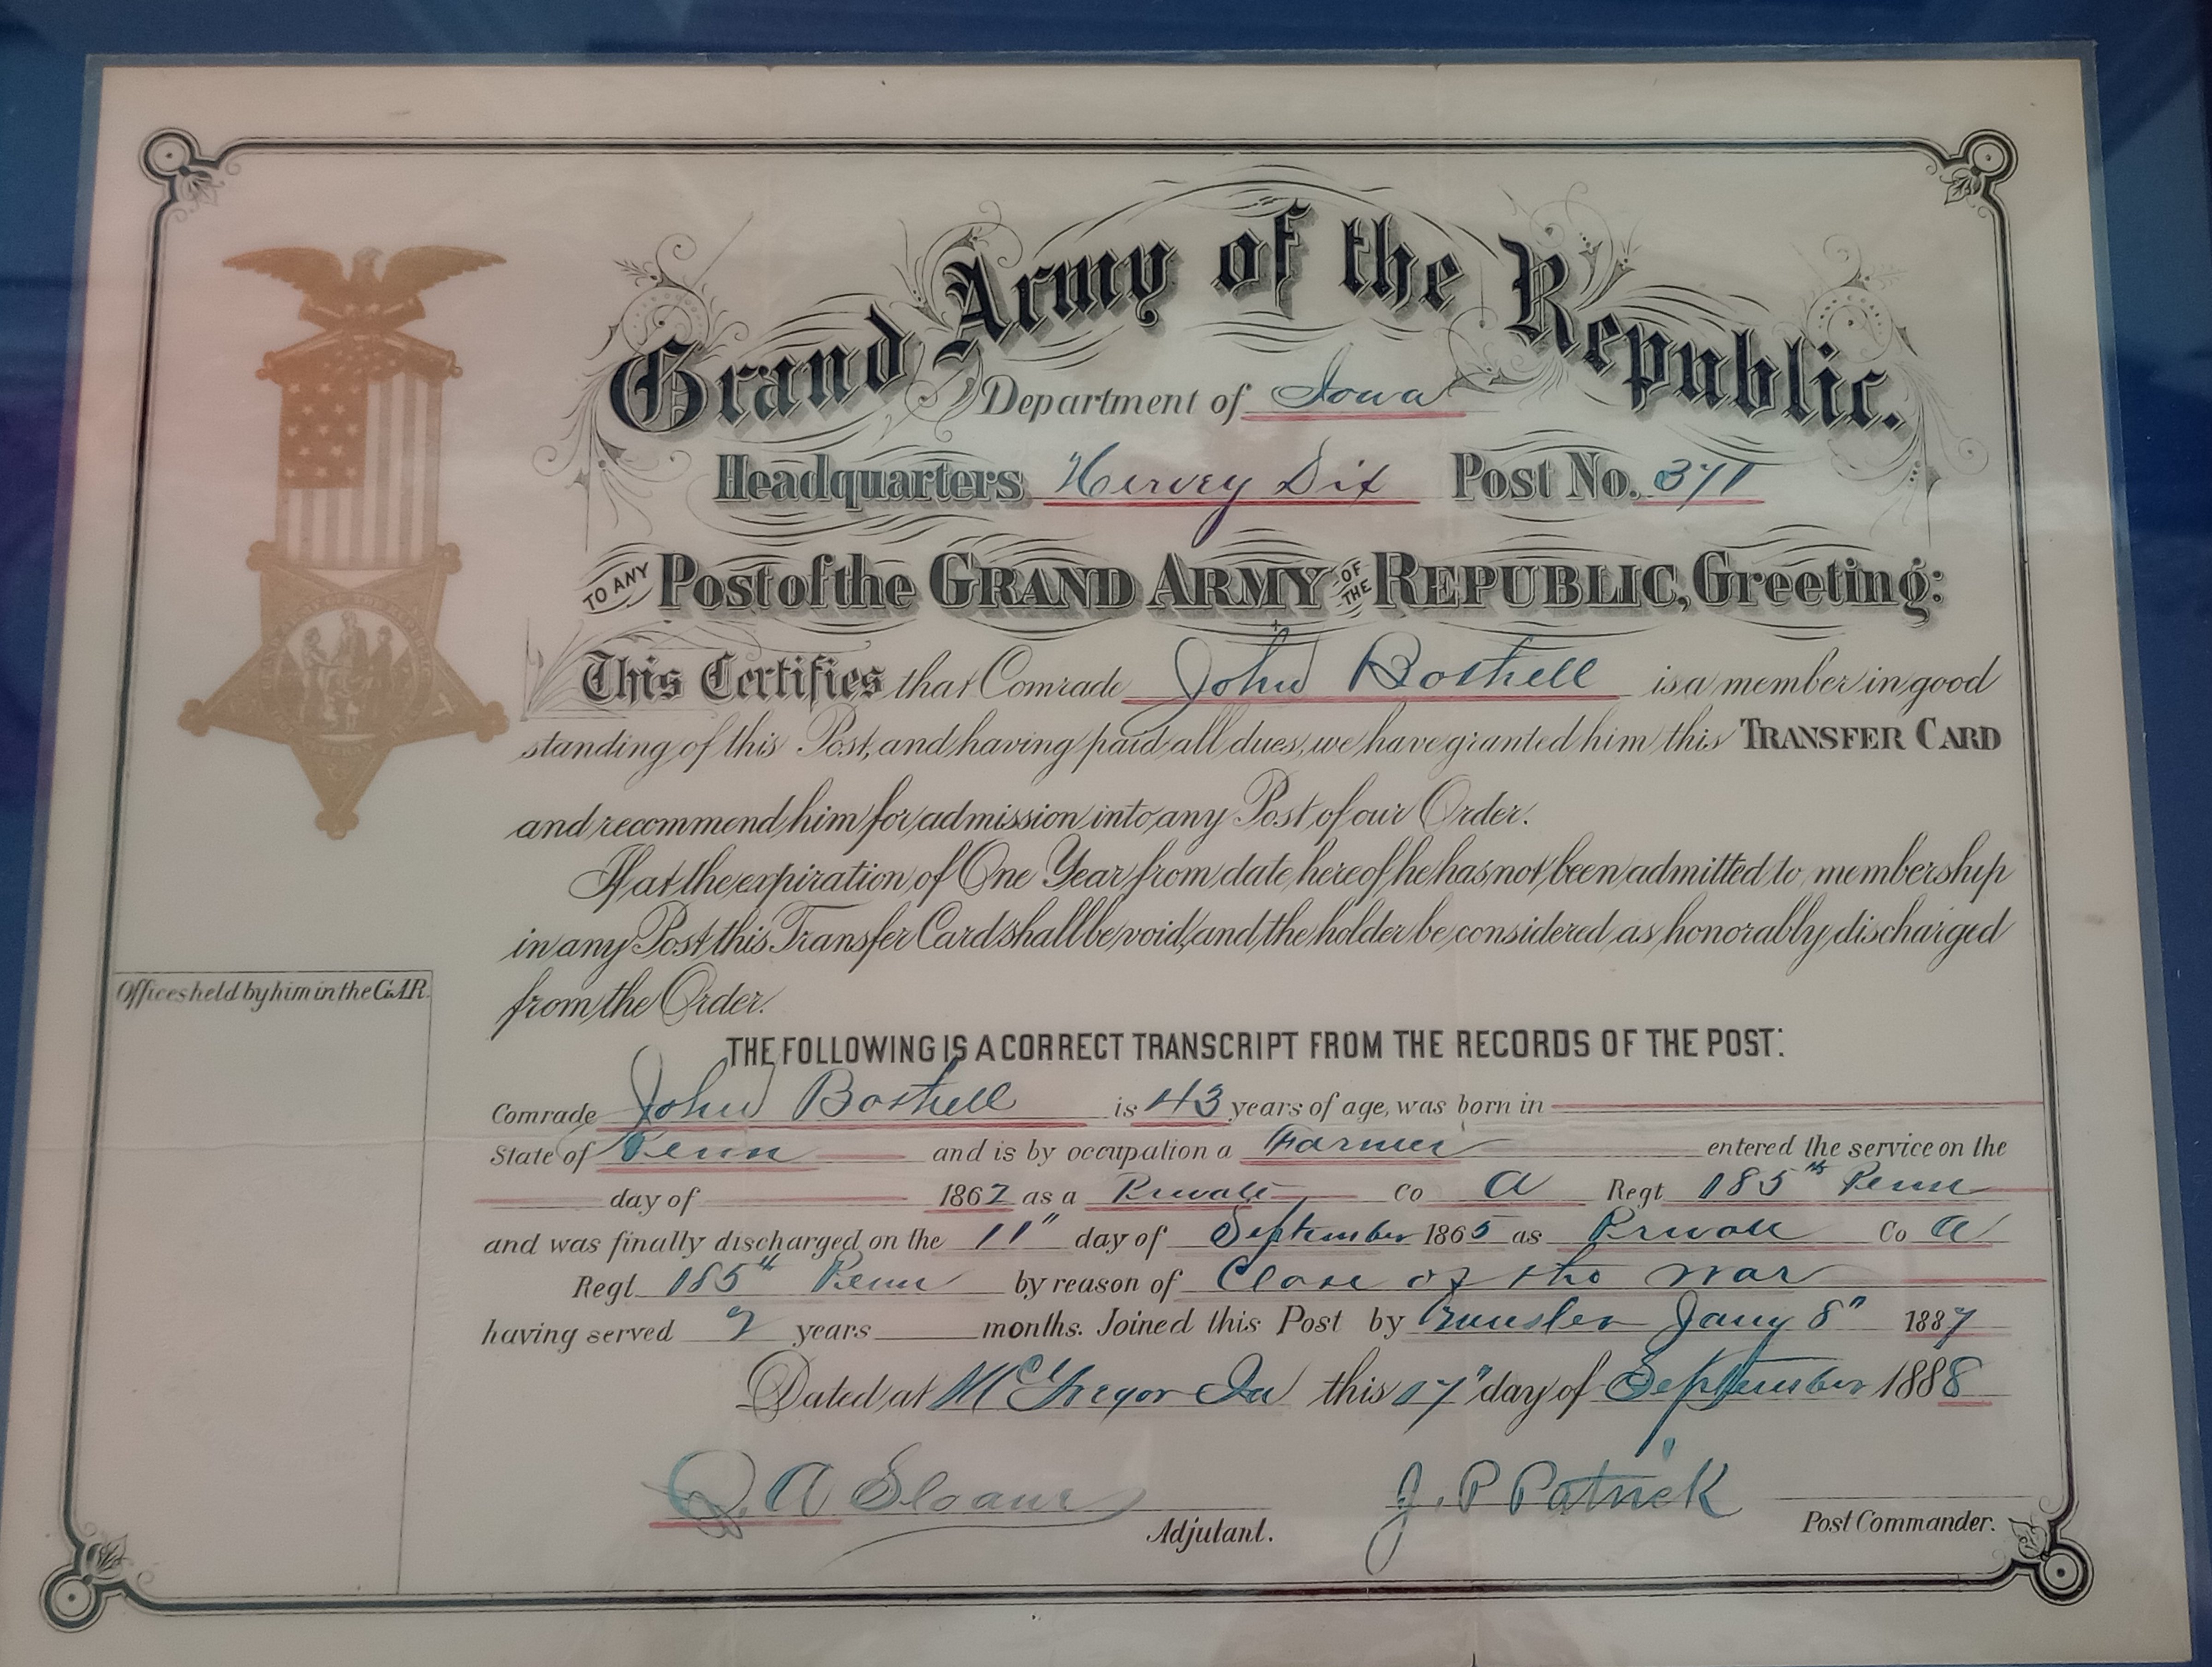 Grand Army of the Republic.
Department of Iowa
Headquarters Hervey Dix Post No. 371
TO ANY Post of the GRAND ARMY OF THE REPUBLIC, Greeting:
This Certifies that Comrade John Boshell is a member in good
standing of this Post, and having paid all dues, we have granted him this TRANSFER CARD
and recommend him for admission into any Post of our Order.
If at the expiration of One Year from date hereof he has not been admitted to membership
in any Post this Transfer Card shall be void, and the holder be considered as honorably discharged
from the Order.
Offices held by him in the G.A.R.
THE FOLLOWING IS A CORRECT TRANSCRIPT FROM THE RECORDS OF THE POST:
Comrade John Boshell is 43 years of age, was born in
State of Penn and is by occupation a Farmer entered the service on the
day of 1862 as a Private Co A Regt 185th Penn
and was finally discharged on the 11" day of September 1865 as Private Co A
Regt. 185th Penn by reason of Close of the war
having served years months. Joined this Post by Jany 8" 1887
Dated at McGregor Ia this 17" day of September 1888
A Sloane J. P Patrick
Adjutant. Post Commander.